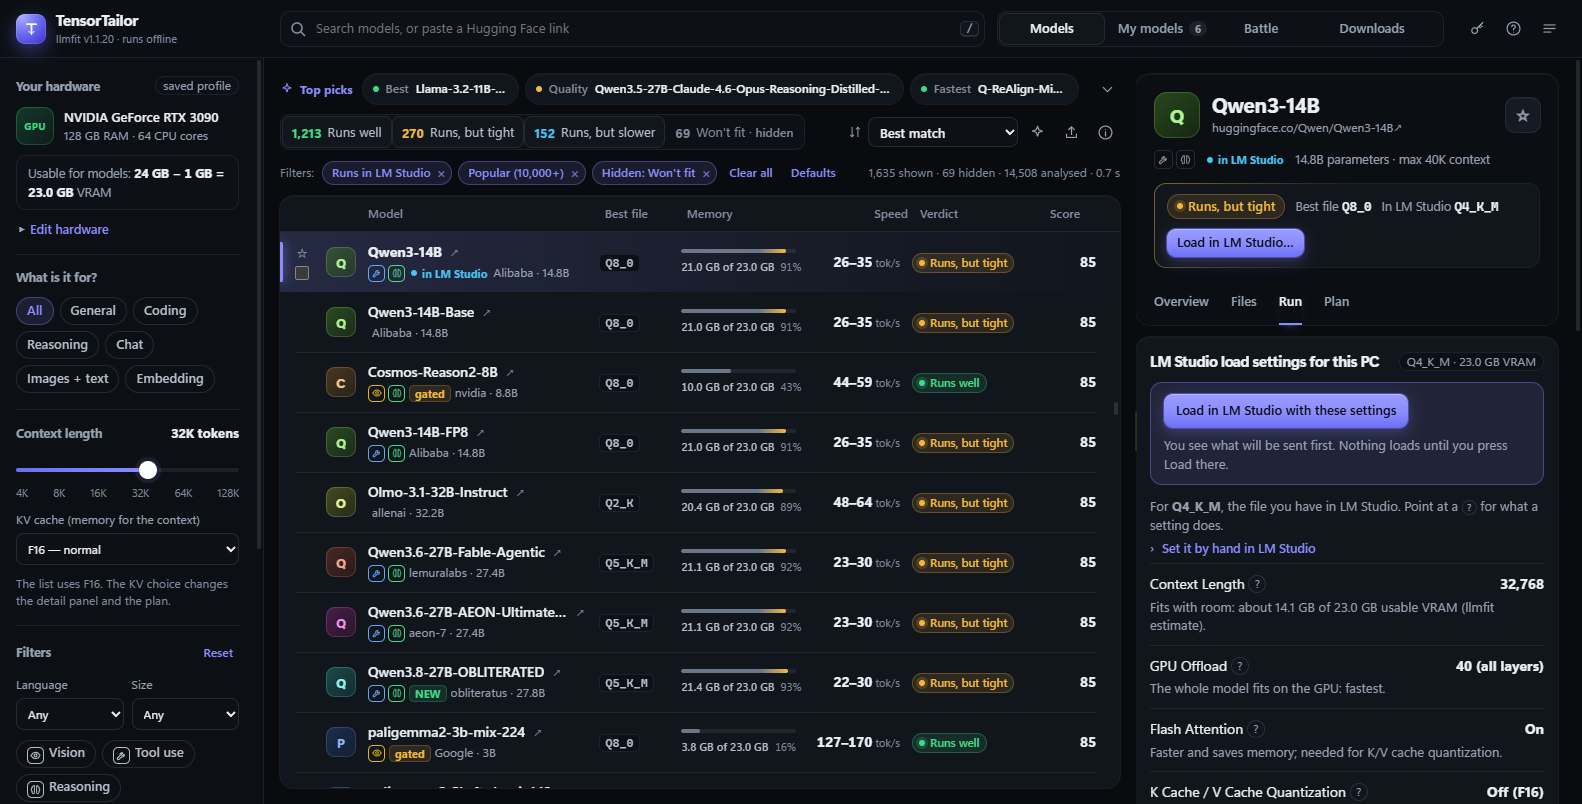 TensorTailor
llmfit v1.1.20 · runs offline
Search models, or paste a Hugging Face link
/
Models
My models 6
Battle
Downloads
Your hardware
saved profile
GPU
NVIDIA GeForce RTX 3090
128 GB RAM · 64 CPU cores
Usable for models: 24 GB – 1 GB =
23.0 GB VRAM
Edit hardware
What is it for?
All
General
Coding
Reasoning
Chat
Images + text
Embedding
Context length
32K tokens
4K 8K 16K 32K 64K 128K
KV cache (memory for the context)
F16 — normal
The list uses F16. The KV choice changes
the detail panel and the plan.
Filters
Reset
Language
Size
Any
Any
Vision
Tool use
Reasoning
Top picks
Best Llama-3.2-11B-...
Quality Qwen3.5-27B-Claude-4.6-Opus-Reasoning-Distilled-...
Fastest Q-ReAlign-Mi...
1,213 Runs well
270 Runs, but tight
152 Runs, but slower
69 Won't fit · hidden
Best match
Filters:
Runs in LM Studio ×
Popular (10,000+) ×
Hidden: Won't fit ×
Clear all
Defaults
1,635 shown · 69 hidden · 14,508 analysed · 0.7 s
Model Best file Memory Speed Verdict Score
Q
Qwen3-14B ↗
in LM Studio Alibaba · 14.8B
Q8_0
21.0 GB of 23.0 GB 91%
26–35 tok/s
Runs, but tight
85
Q
Qwen3-14B-Base ↗
Alibaba · 14.8B
Q8_0
21.0 GB of 23.0 GB 91%
26–35 tok/s
Runs, but tight
85
C
Cosmos-Reason2-8B ↗
gated nvidia · 8.8B
Q8_0
10.0 GB of 23.0 GB 43%
44–59 tok/s
Runs well
85
Q
Qwen3-14B-FP8 ↗
Alibaba · 14.8B
Q8_0
21.0 GB of 23.0 GB 91%
26–35 tok/s
Runs, but tight
85
O
Olmo-3.1-32B-Instruct ↗
allenai · 32.2B
Q2_K
20.4 GB of 23.0 GB 89%
48–64 tok/s
Runs, but tight
85
Q
Qwen3.6-27B-Fable-Agentic ↗
lemuralabs · 27.4B
Q5_K_M
21.1 GB of 23.0 GB 92%
23–30 tok/s
Runs, but tight
85
Q
Qwen3.6-27B-AEON-Ultimate... ↗
aeon-7 · 27.4B
Q5_K_M
21.1 GB of 23.0 GB 92%
23–30 tok/s
Runs, but tight
85
Q
Qwen3.8-27B-OBLITERATED ↗
NEW obliteratus · 27.8B
Q5_K_M
21.4 GB of 23.0 GB 93%
22–30 tok/s
Runs, but tight
85
P
paligemma2-3b-mix-224 ↗
gated Google · 3B
Q8_0
3.8 GB of 23.0 GB 16%
127–170 tok/s
Runs well
85
Q
Qwen3-14B
huggingface.co/Qwen/Qwen3-14B↗
in LM Studio 14.8B parameters · max 40K context
Runs, but tight Best file Q8_0 In LM Studio Q4_K_M
Load in LM Studio...
Overview Files Run Plan
LM Studio load settings for this PC
Q4_K_M · 23.0 GB VRAM
Load in LM Studio with these settings
You see what will be sent first. Nothing loads until you press
Load there.
For Q4_K_M, the file you have in LM Studio. Point at a ? for what a
setting does.
› Set it by hand in LM Studio
Context Length ? 32,768
Fits with room: about 14.1 GB of 23.0 GB usable VRAM (llmfit
estimate).
GPU Offload ? 40 (all layers)
The whole model fits on the GPU: fastest.
Flash Attention ? On
Faster and saves memory; needed for K/V cache quantization.
K Cache / V Cache Quantization ? Off (F16)